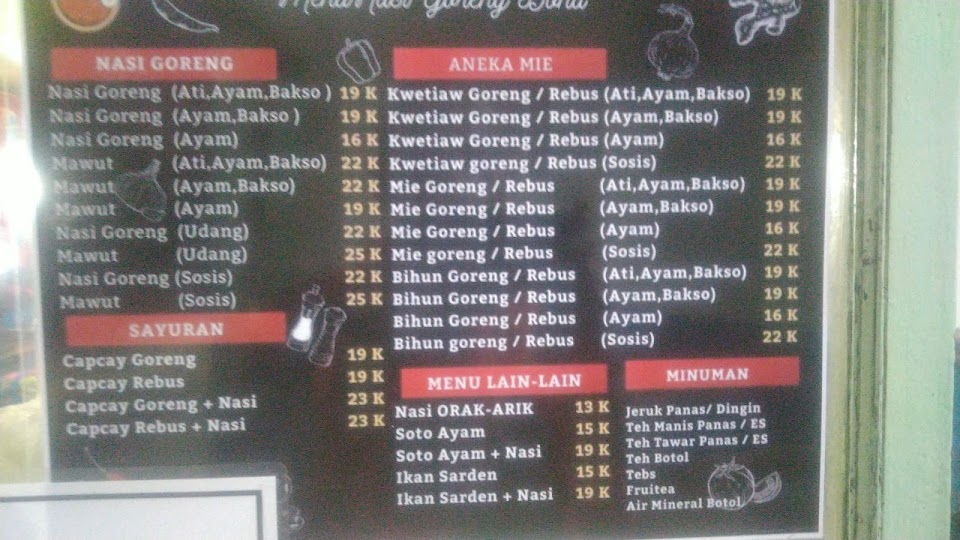 Menu Nasi Goreng
NASI GORENG
Nasi Goreng (Ati,Ayam,Bakso ) 19 K
Nasi Goreng (Ayam,Bakso ) 19 K
Nasi Goreng (Ayam) 16 K
Mawut (Ati,Ayam,Bakso) 22 K
Mawut (Ayam,Bakso) 22 K
Mawut (Ayam) 19 K
Nasi Goreng (Udang) 22 K
Mawut (Udang) 25 K
Nasi Goreng (Sosis) 22 K
Mawut (Sosis) 25 K
SAYURAN
Capcay Goreng 19 K
Capcay Rebus 19 K
Capcay Goreng + Nasi 23 K
Capcay Rebus + Nasi 23 K
ANEKA MIE
Kwetiaw Goreng / Rebus (Ati,Ayam,Bakso) 19 K
Kwetiaw Goreng / Rebus (Ayam,Bakso) 19 K
Kwetiaw Goreng / Rebus (Ayam) 16 K
Kwetiaw goreng / Rebus (Sosis) 22 K
Mie Goreng / Rebus (Ati,Ayam,Bakso) 19 K
Mie Goreng / Rebus (Ayam,Bakso) 19 K
Mie Goreng / Rebus (Ayam) 16 K
Mie goreng / Rebus (Sosis) 22 K
Bihun Goreng / Rebus (Ati,Ayam,Bakso) 19 K
Bihun Goreng / Rebus (Ayam,Bakso) 19 K
Bihun Goreng / Rebus (Ayam) 16 K
Bihun goreng / Rebus (Sosis) 22 K
MENU LAIN-LAIN
Nasi ORAK-ARIK 13 K
Soto Ayam 15 K
Soto Ayam + Nasi 19 K
Ikan Sarden 15 K
Ikan Sarden + Nasi 19 K
MINUMAN
Jeruk Panas/ Dingin
Teh Manis Panas / ES
Teh Tawar Panas / ES
Teh Botol
Tebs
Fruitea
Air Mineral Botol